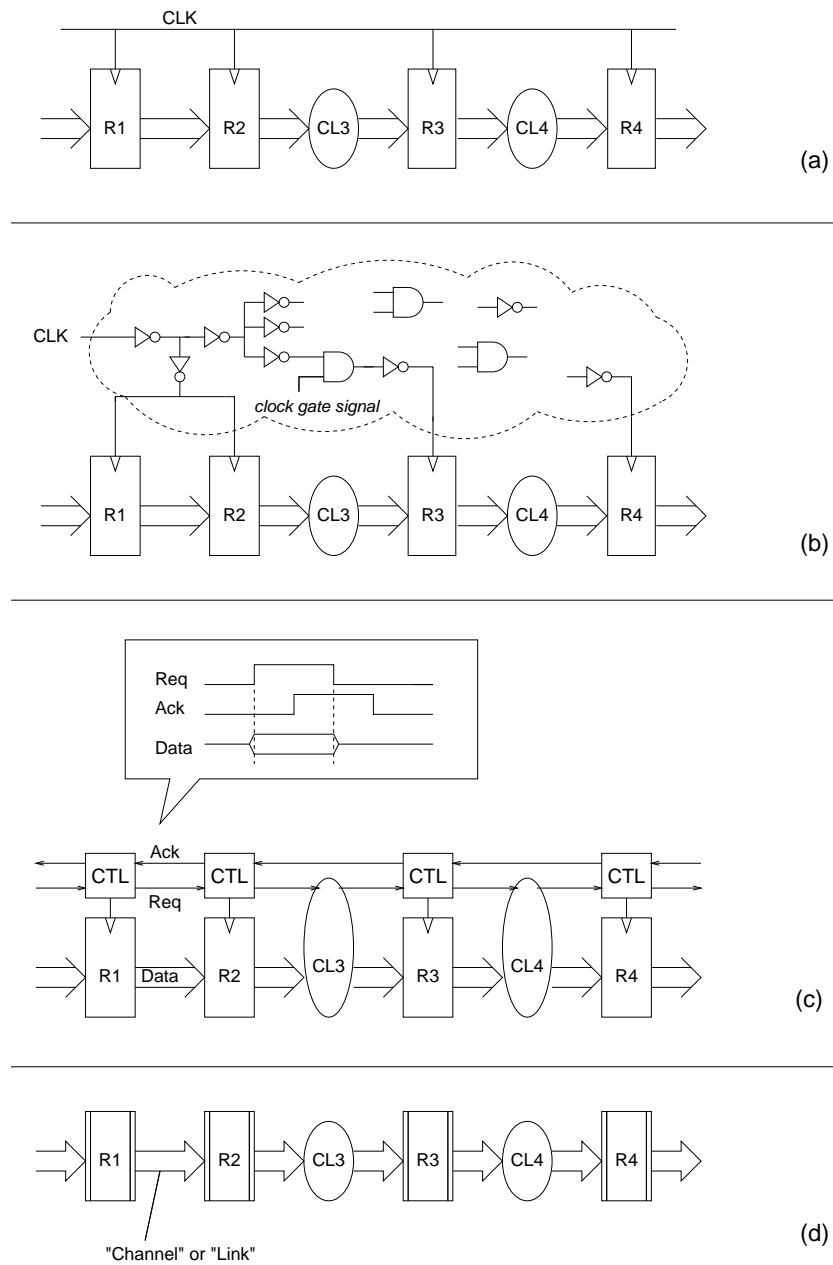 CLK
R1 R2 CL3 R3 CL4 R4
(a)
CLK
clock gate signal
R1 R2 CL3 R3 CL4 R4
(b)
Req
Ack
Data
Ack
CTL CTL CTL CTL
Req
R1 Data R2 CL3 R3 CL4 R4
(c)
R1 R2 CL3 R3 CL4 R4
(d)
"Channel" or "Link"